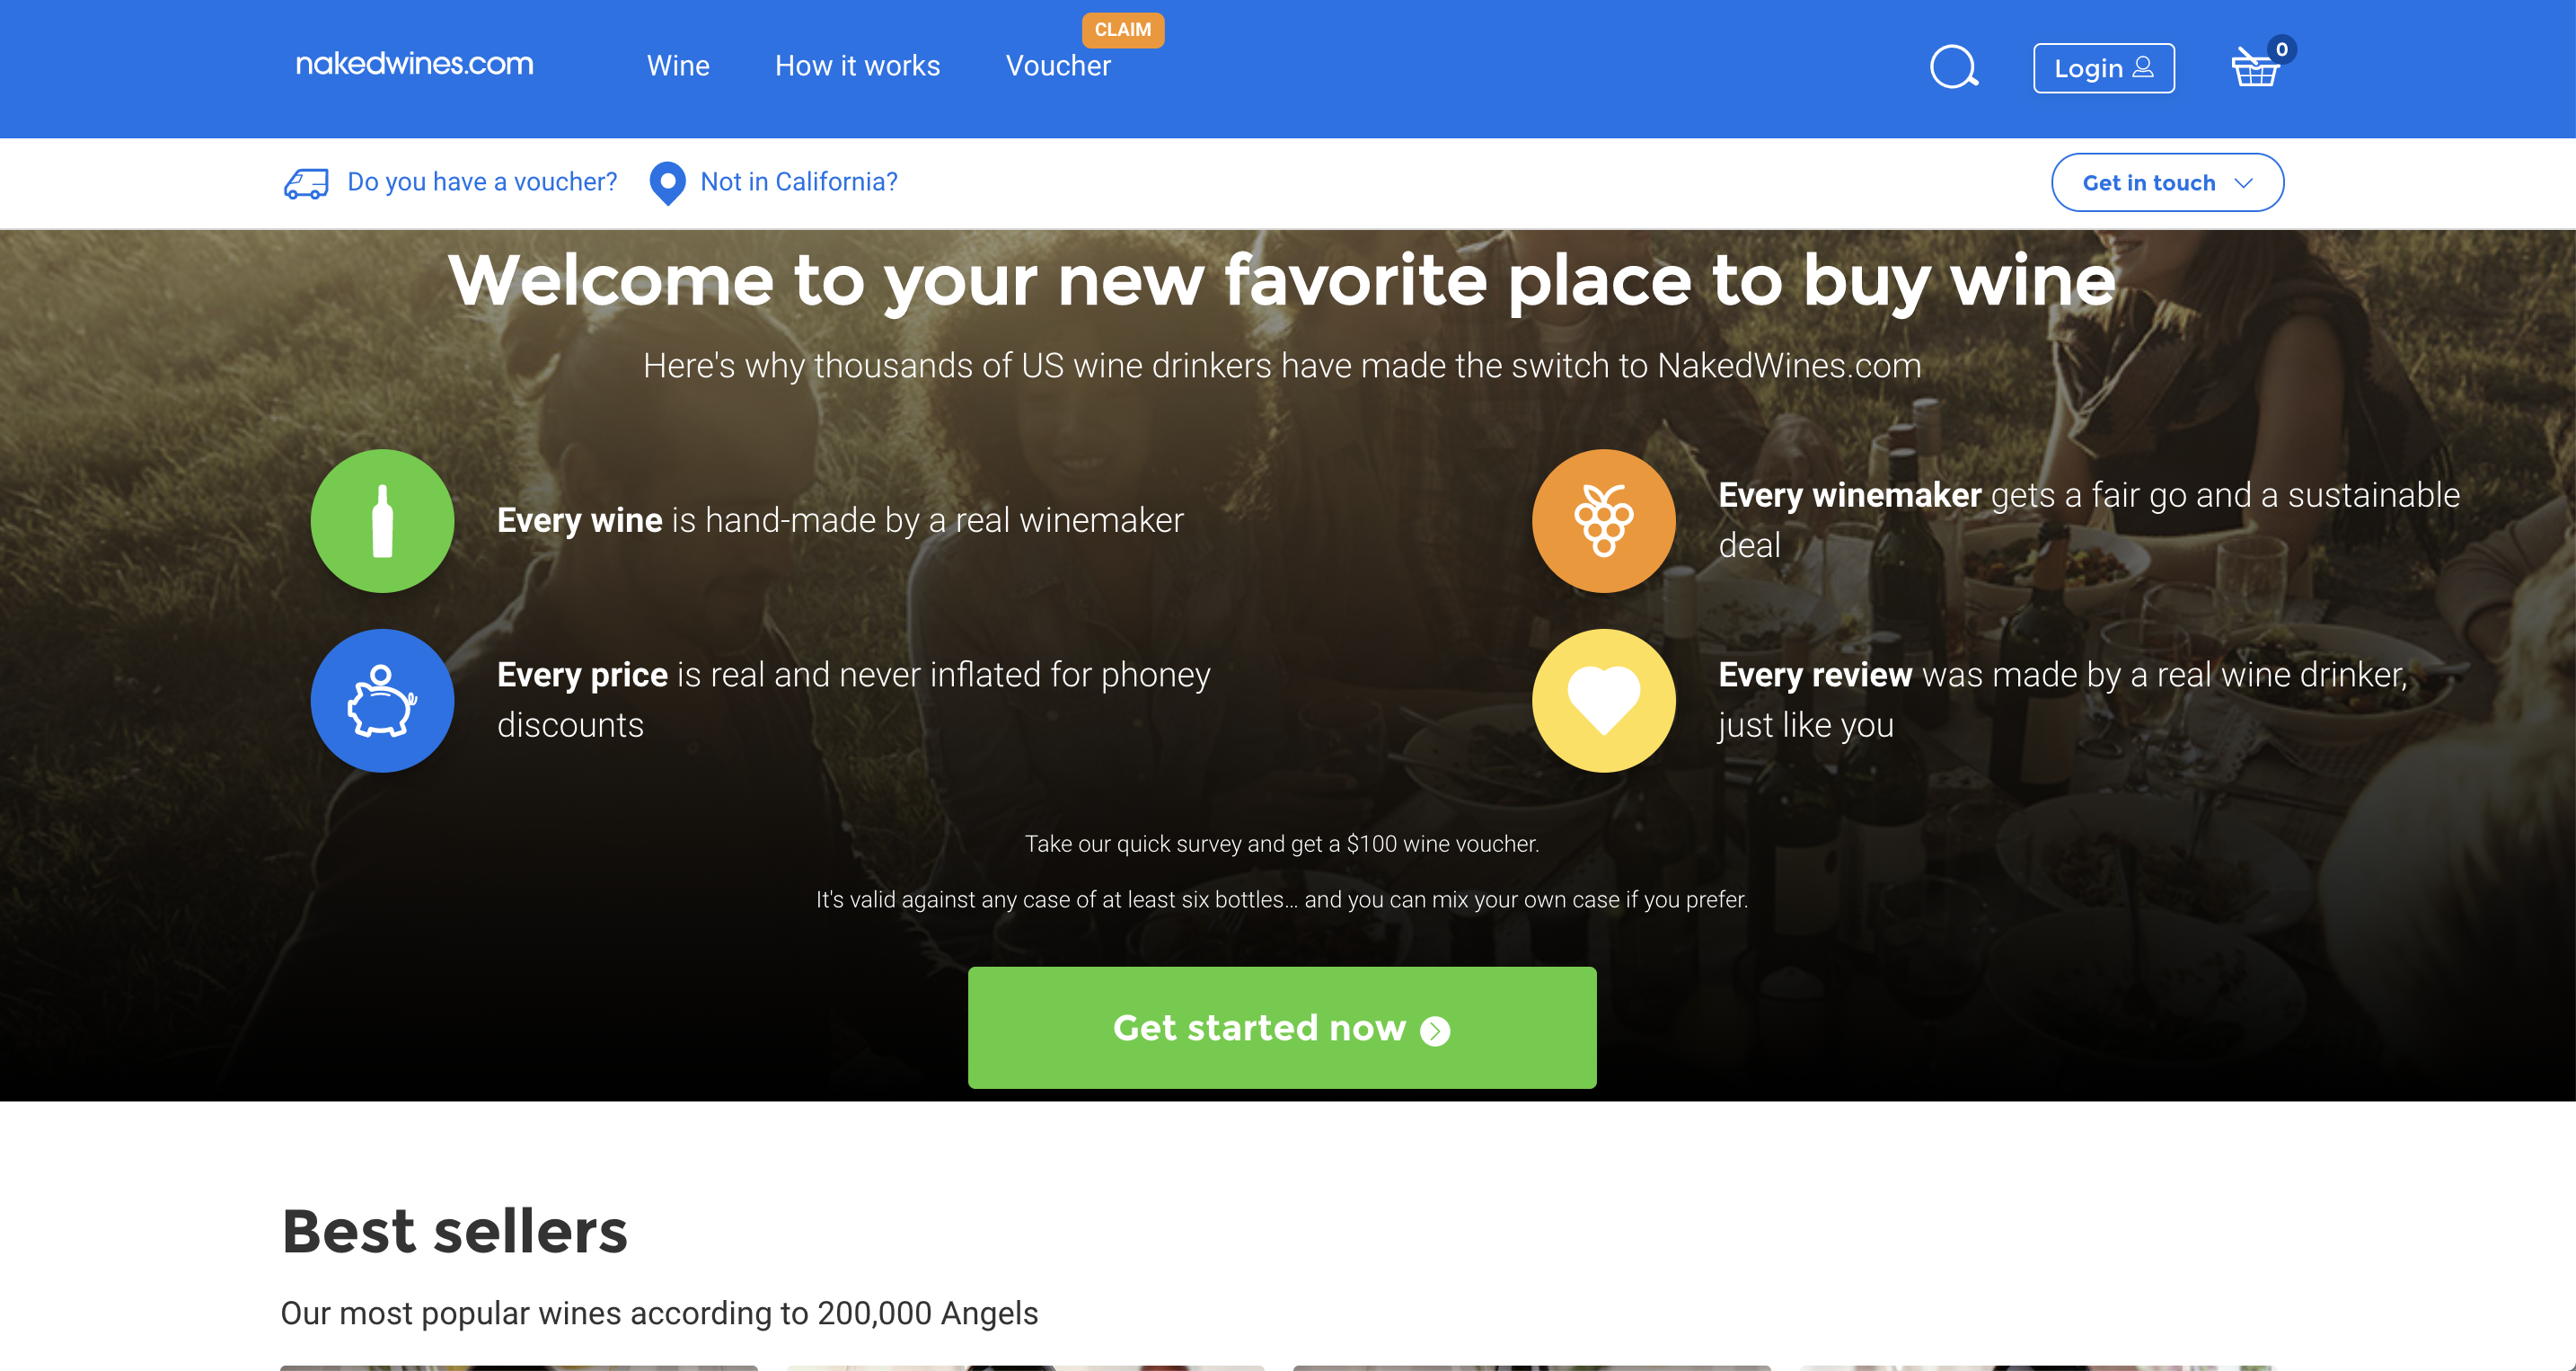 CLAIM
nakedwines.com
Wine
How it works
Voucher
Login
0
Do you have a voucher?
Not in California?
Get in touch
Welcome to your new favorite place to buy wine
Here's why thousands of US wine drinkers have made the switch to NakedWines.com
Every wine is hand-made by a real winemaker
Every winemaker gets a fair go and a sustainable
deal
Every price is real and never inflated for phoney
discounts
Every review was made by a real wine drinker,
just like you
Take our quick survey and get a $100 wine voucher.
It's valid against any case of at least six bottles... and you can mix your own case if you prefer.
Get started now
Best sellers
Our most popular wines according to 200,000 Angels